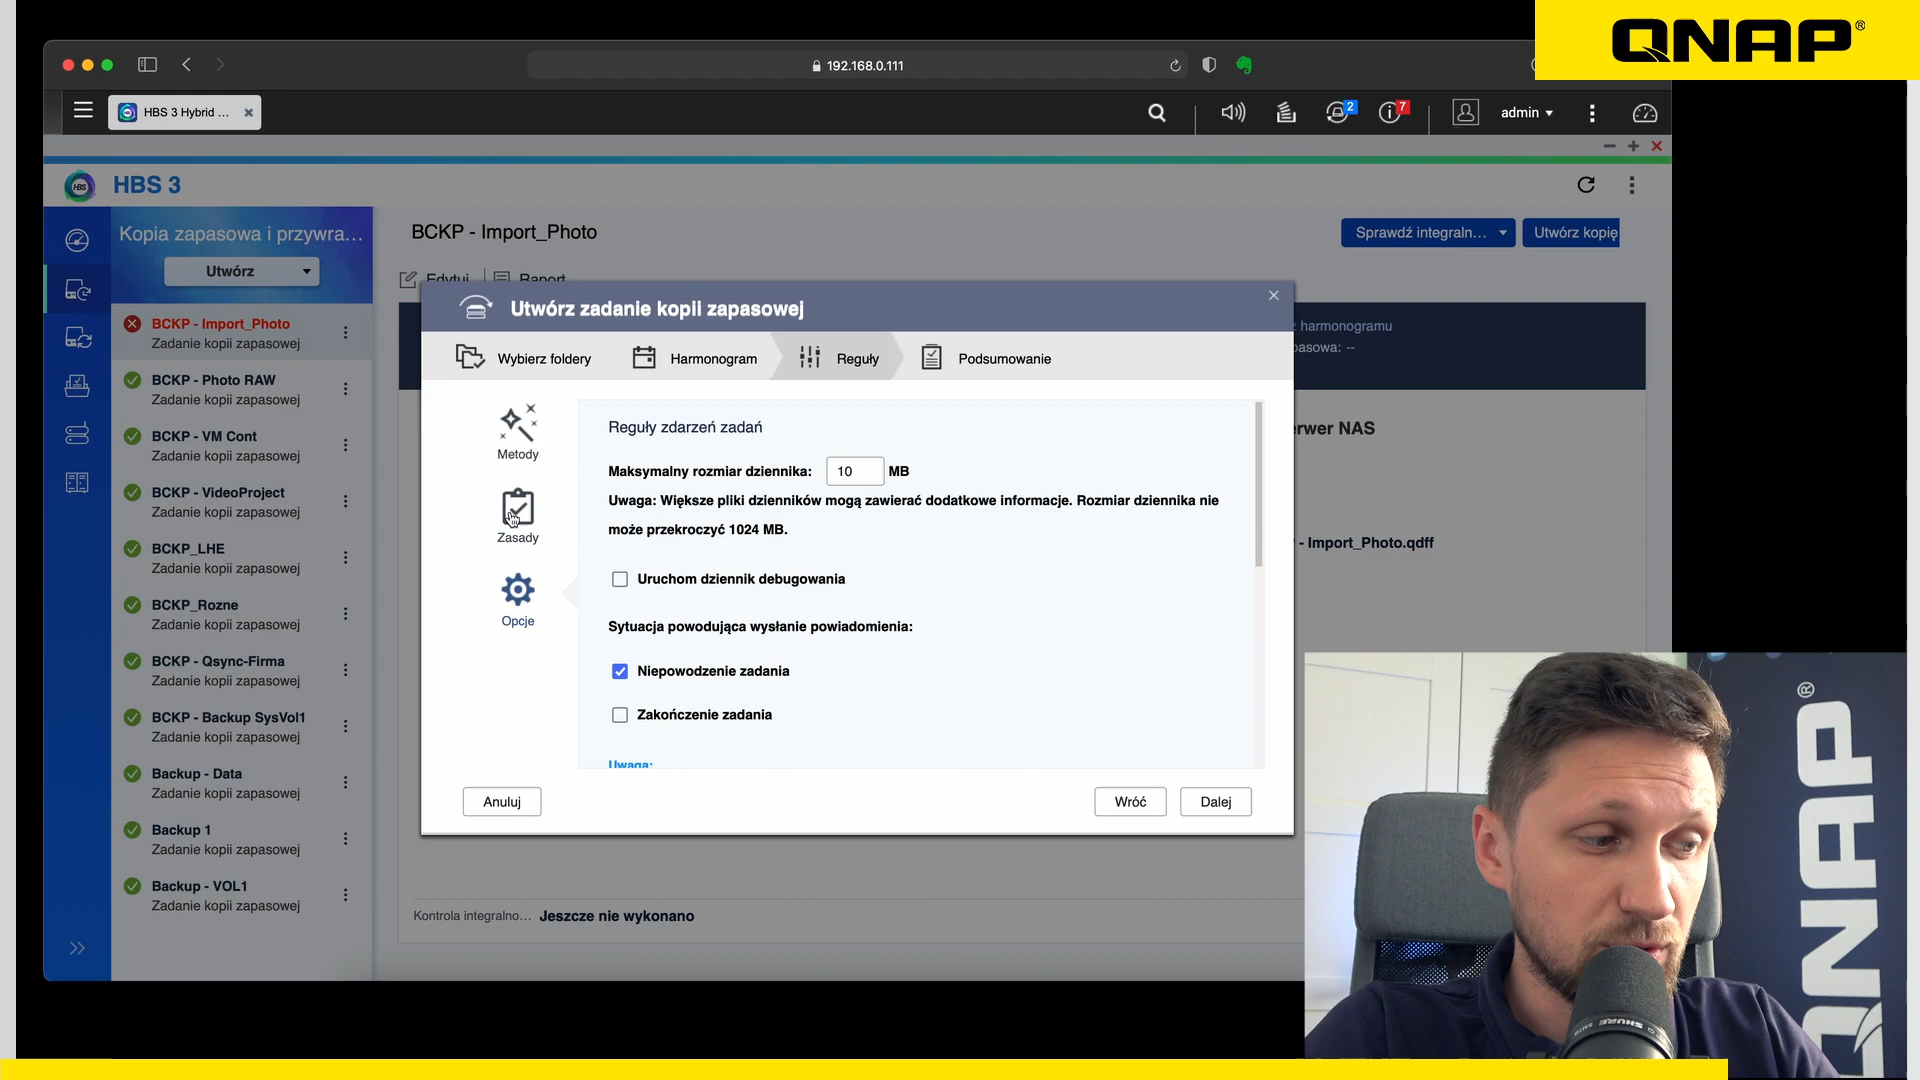 QNAP®
192.168.0.111
HBS 3 Hybrid ...
2
7
admin
HBS
HBS 3
Kopia zapasowa i przywra...
Utwórz
BCKP - Import_Photo
Zadanie kopii zapasowej
BCKP - Photo RAW
Zadanie kopii zapasowej
BCKP - VM Cont
Zadanie kopii zapasowej
BCKP - VideoProject
Zadanie kopii zapasowej
BCKP_LHE
Zadanie kopii zapasowej
BCKP_Rozne
Zadanie kopii zapasowej
BCKP - Qsync-Firma
Zadanie kopii zapasowej
BCKP - Backup SysVol1
Zadanie kopii zapasowej
Backup - Data
Zadanie kopii zapasowej
Backup 1
Zadanie kopii zapasowej
Backup - VOL1
Zadanie kopii zapasowej
BCKP - Import_Photo
Sprawdź integraln...
Utwórz kopię
Edytuj
Raport
harmonogramu
pasowa: --
erwer NAS
- Import_Photo.qdff
Kontrola integralno... Jeszcze nie wykonano
Utwórz zadanie kopii zapasowej
Wybierz foldery
Harmonogram
Reguły
Podsumowanie
Metody
Zasady
Opcje
Reguły zdarzeń zadań
Maksymalny rozmiar dziennika: 10 MB
Uwaga: Większe pliki dzienników mogą zawierać dodatkowe informacje. Rozmiar dziennika nie
może przekroczyć 1024 MB.
Uruchom dziennik debugowania
Sytuacja powodująca wysłanie powiadomienia:
Niepowodzenie zadania
Zakończenie zadania
Uwaga:
Anuluj
Wróć
Dalej
QNAP®
SHURE